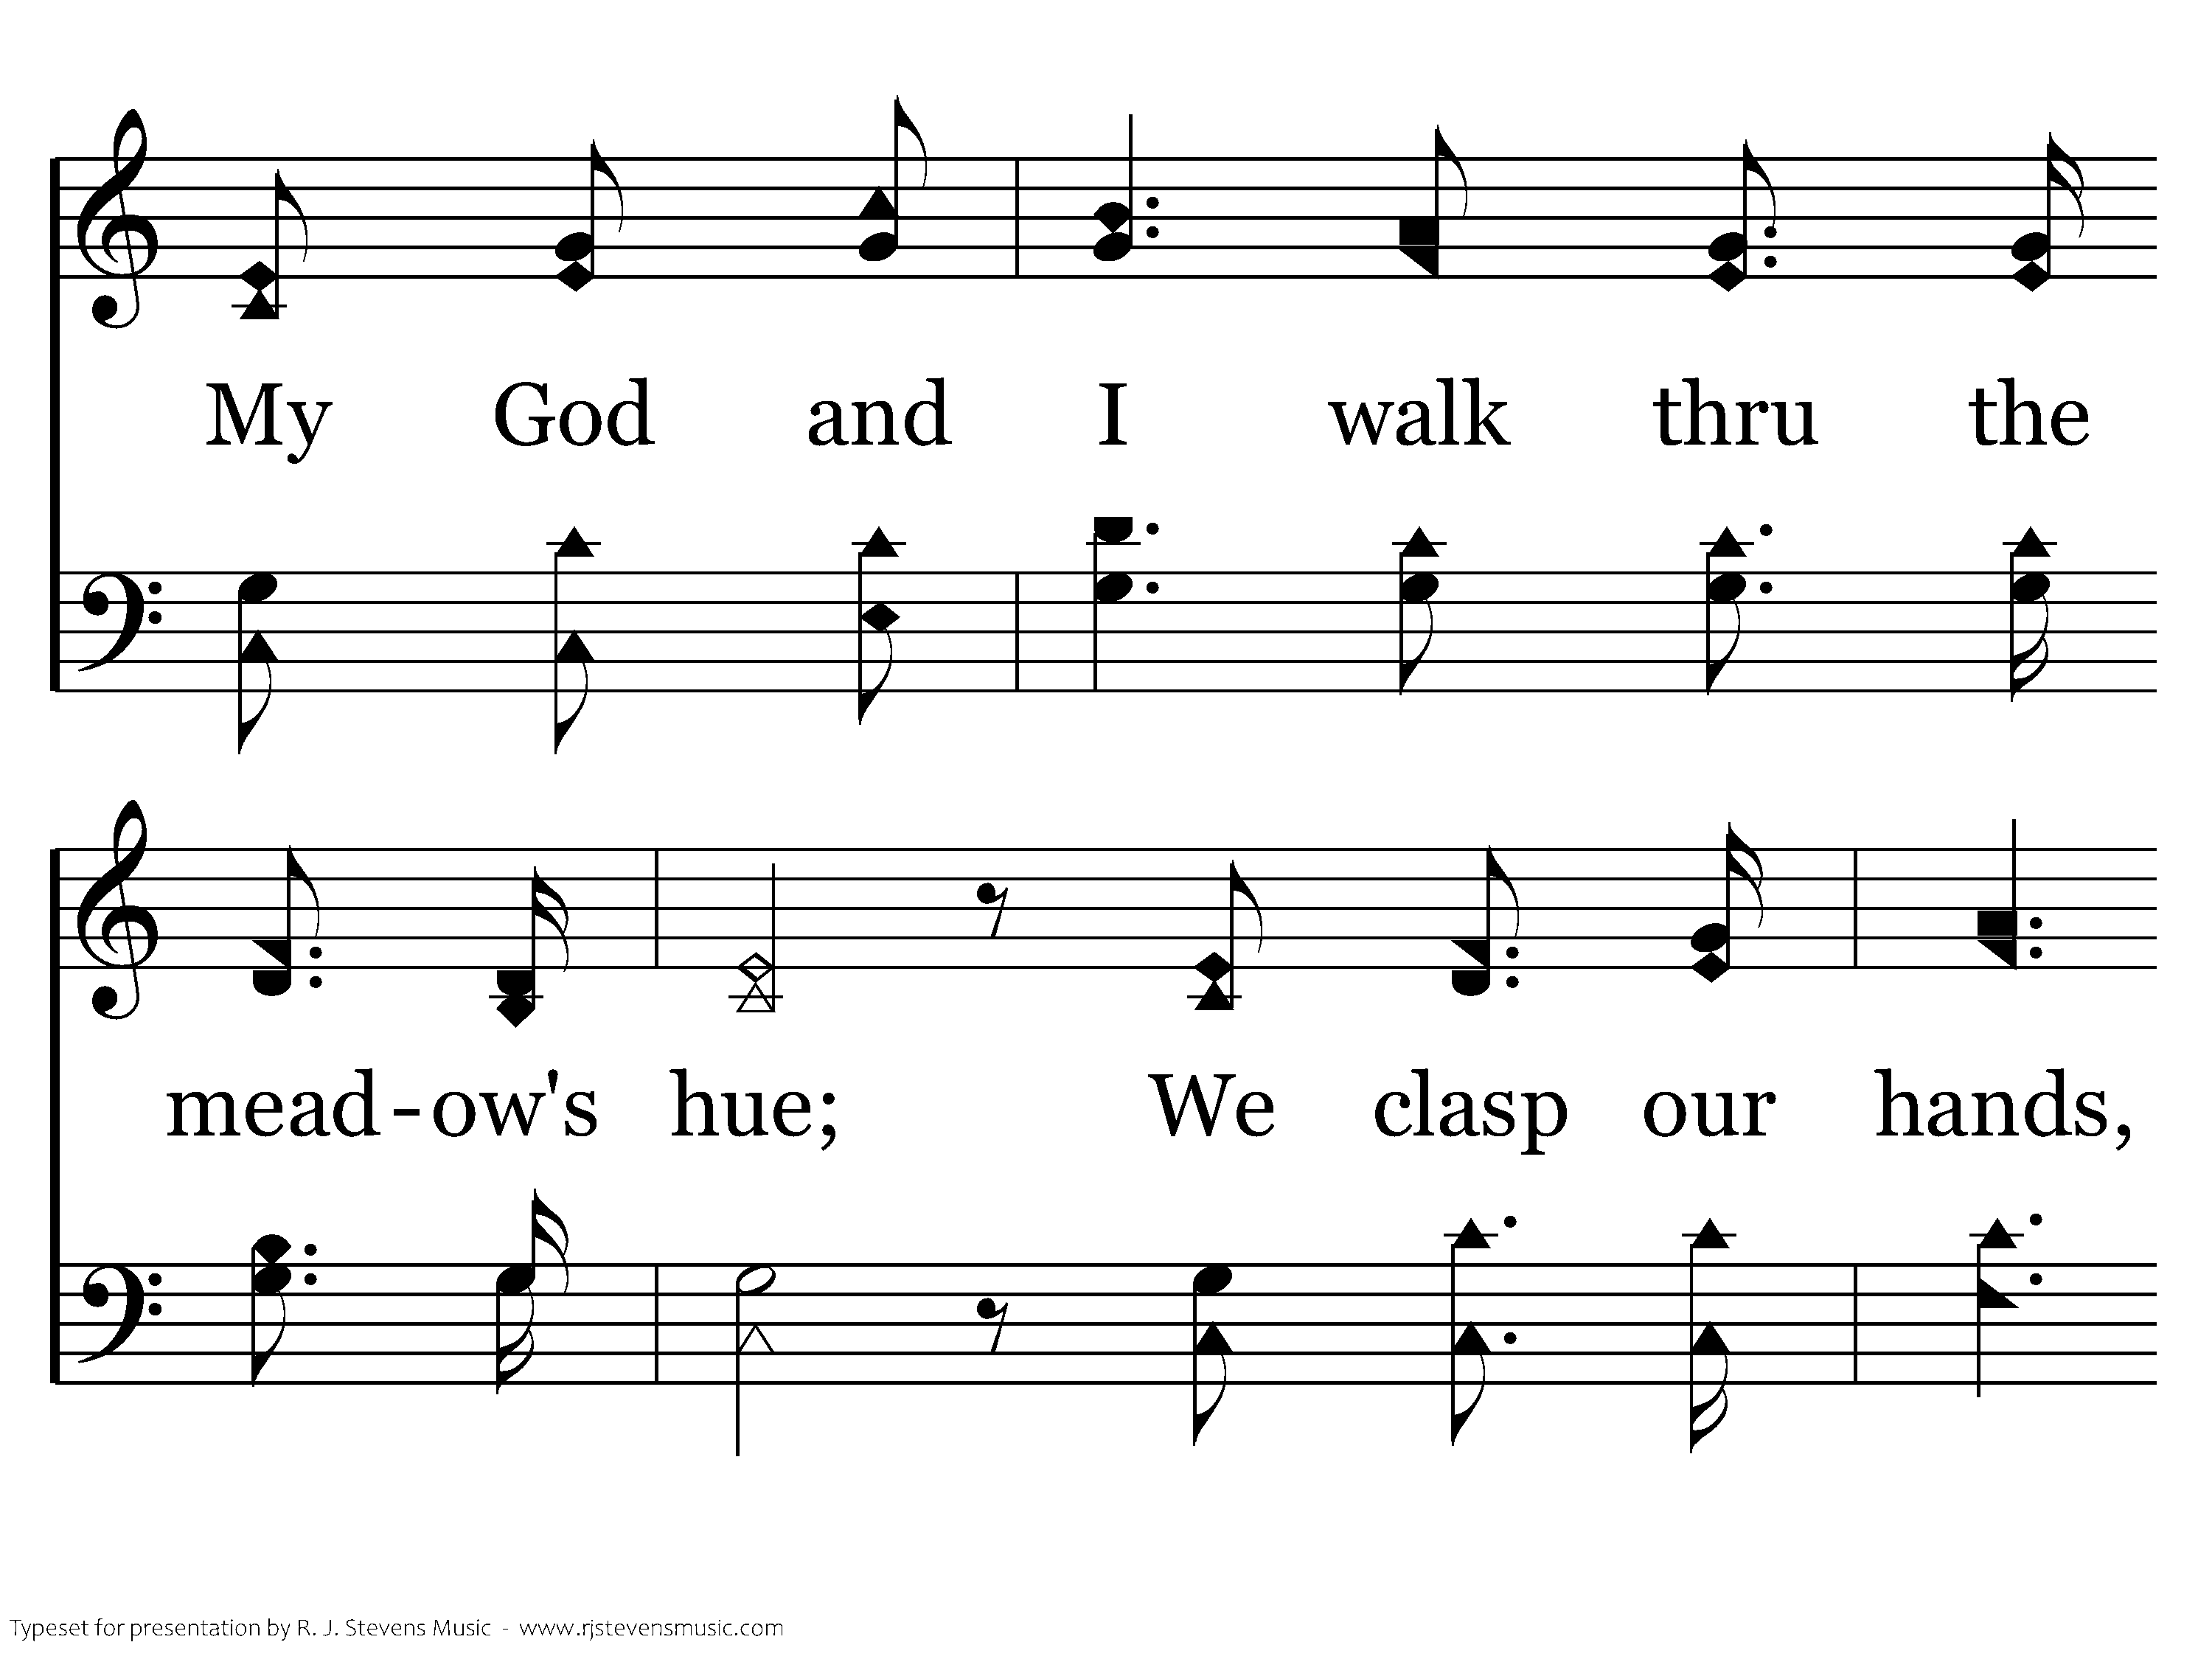 My God and I walk thru the
mead-ow's hue; We clasp our hands,
Typeset for presentation by R. J. Stevens Music - www.rjstevensmusic.com